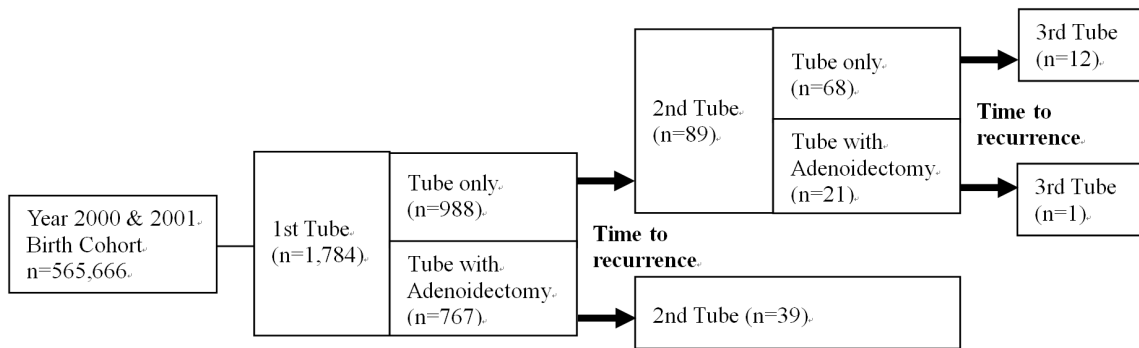 Year 2000 & 2001
Birth Cohort
n=565,666
1st Tube
(n=1,784)
Tube only
(n=988)
Tube with
Adenoidectomy
(n=767)
Time to
recurrence
2nd Tube
(n=89)
Tube only
(n=68)
Tube with
Adenoidectomy
(n=21)
2nd Tube (n=39)
Time to
recurrence
3rd Tube
(n=12)
3rd Tube
(n=1)